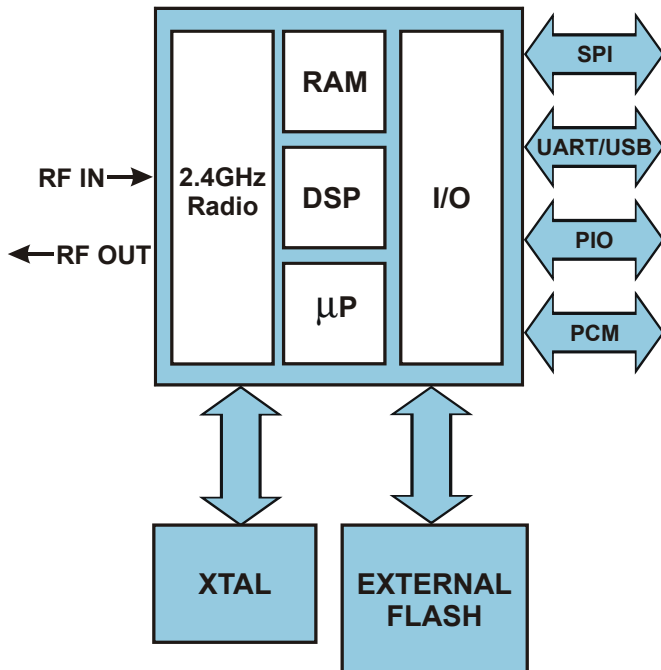 RF IN
RF OUT
2.4GHz
Radio
RAM
DSP
μP
I/O
SPI
UART/USB
PIO
PCM
XTAL
EXTERNAL
FLASH